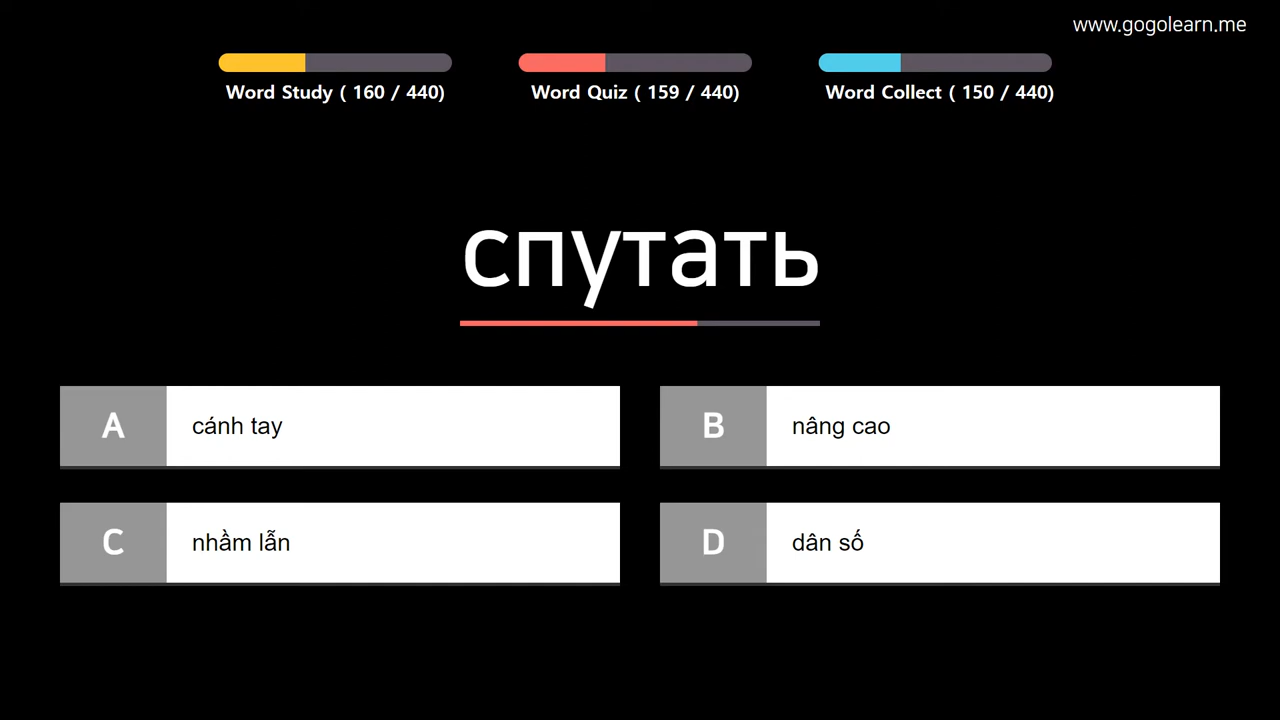 www.gogolearn.me
Word Study ( 160 / 440)
Word Quiz ( 159 / 440)
Word Collect ( 150 / 440)
спутать
A cánh tay
B nâng cao
C nhầm lẫn
D dân số